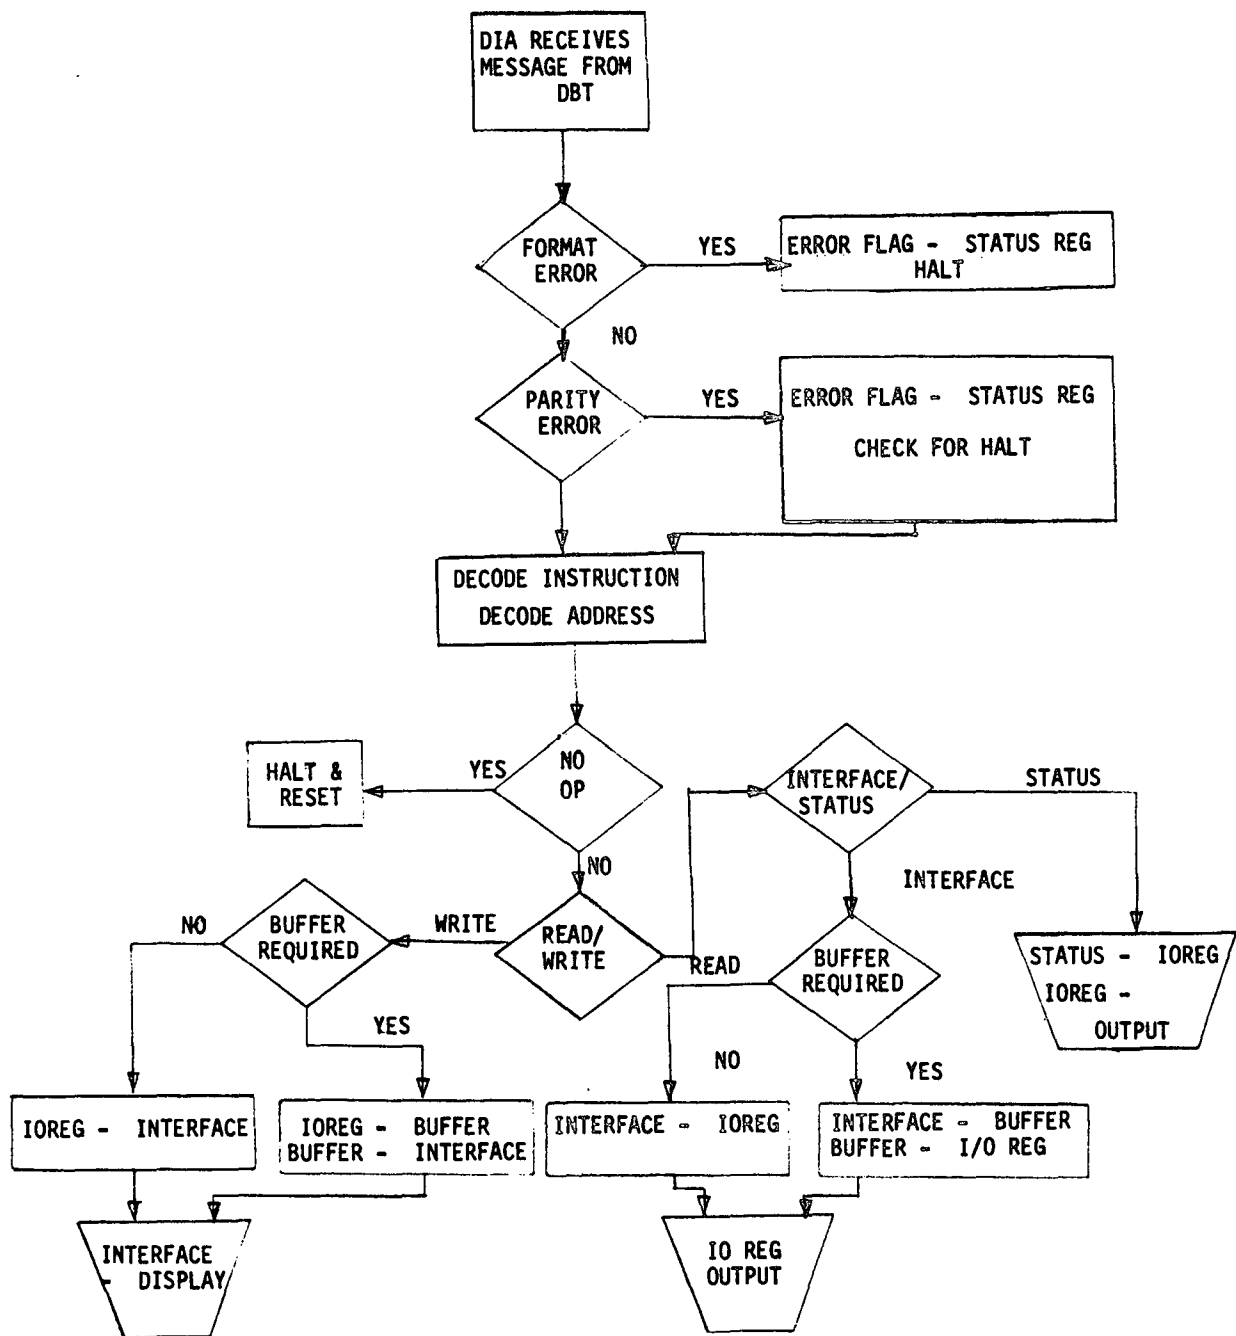 DIA RECEIVES
MESSAGE FROM
DBT
FORMAT
ERROR
YES
ERROR FLAG - STATUS REG
HALT
NO
PARITY
ERROR
YES
ERROR FLAG - STATUS REG
CHECK FOR HALT
DECODE INSTRUCTION
DECODE ADDRESS
NO
OP
YES
HALT &
RESET
NO
INTERFACE/
STATUS
STATUS
INTERFACE
READ/
WRITE
WRITE
READ
BUFFER
REQUIRED
NO
YES
BUFFER
REQUIRED
NO
YES
STATUS - IOREG
IOREG -
OUTPUT
IOREG - INTERFACE
IOREG - BUFFER
BUFFER - INTERFACE
INTERFACE - IOREG
INTERFACE - BUFFER
BUFFER - I/O REG
INTERFACE
- DISPLAY
IO REG
OUTPUT